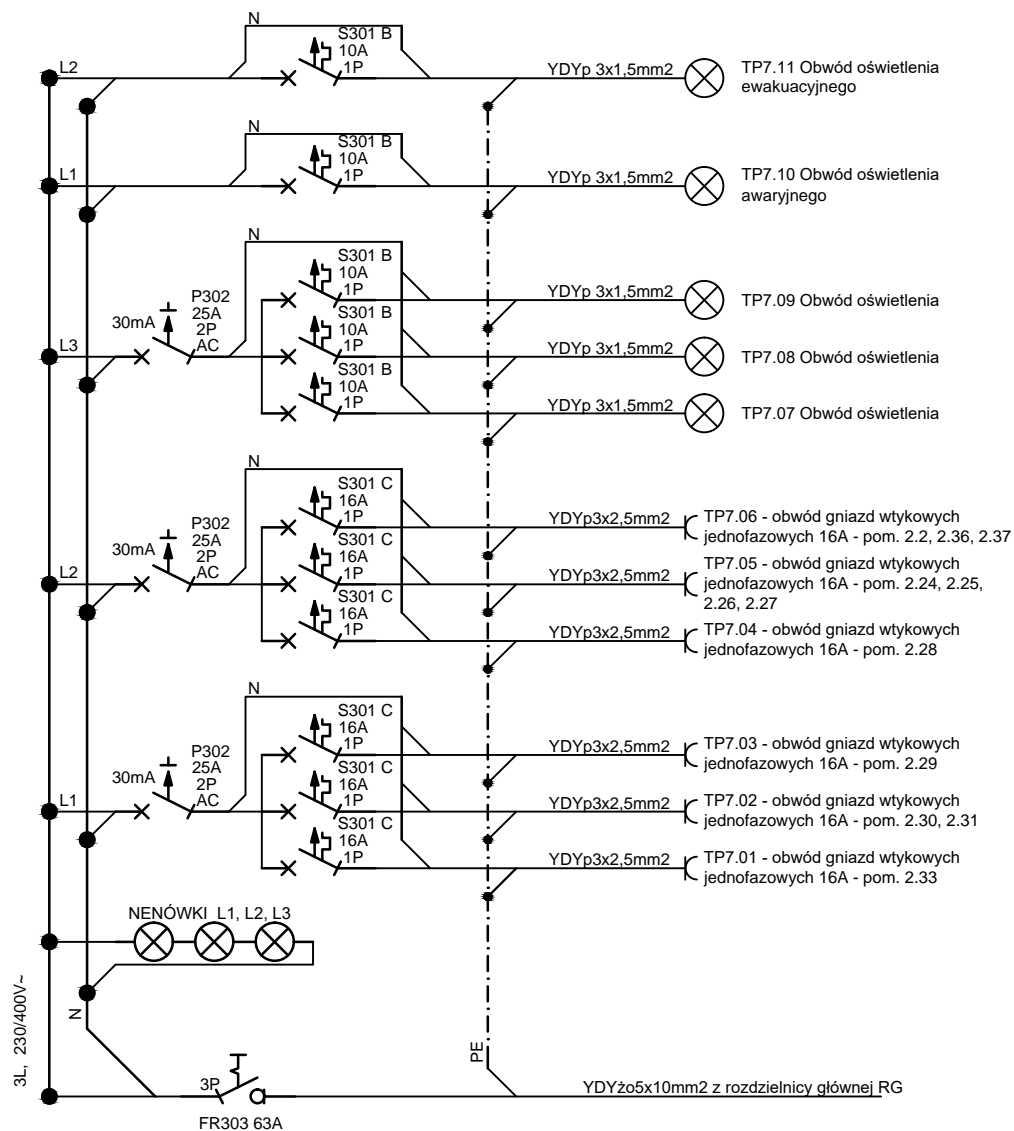 N
S301 B
10A
1P
L2
YDYp 3x1,5mm2
TP7.11 Obwód oświetlenia
ewakuacyjnego
N
S301 B
10A
1P
L1
YDYp 3x1,5mm2
TP7.10 Obwód oświetlenia
awaryjnego
N
S301 B
10A
1P
YDYp 3x1,5mm2
TP7.09 Obwód oświetlenia
P302
25A
2P
AC
30mA
L3
S301 B
10A
1P
YDYp 3x1,5mm2
TP7.08 Obwód oświetlenia
S301 B
10A
1P
YDYp 3x1,5mm2
TP7.07 Obwód oświetlenia
N
S301 C
16A
1P
YDYp3x2,5mm2
TP7.06 - obwód gniazd wtykowych
jednofazowych 16A - pom. 2.2, 2.36, 2.37
P302
25A
2P
AC
30mA
L2
S301 C
16A
1P
YDYp3x2,5mm2
TP7.05 - obwód gniazd wtykowych
jednofazowych 16A - pom. 2.24, 2.25,
2.26, 2.27
S301 C
16A
1P
YDYp3x2,5mm2
TP7.04 - obwód gniazd wtykowych
jednofazowych 16A - pom. 2.28
N
S301 C
16A
1P
YDYp3x2,5mm2
TP7.03 - obwód gniazd wtykowych
jednofazowych 16A - pom. 2.29
P302
25A
2P
AC
30mA
L1
S301 C
16A
1P
YDYp3x2,5mm2
TP7.02 - obwód gniazd wtykowych
jednofazowych 16A - pom. 2.30, 2.31
S301 C
16A
1P
YDYp3x2,5mm2
TP7.01 - obwód gniazd wtykowych
jednofazowych 16A - pom. 2.33
NENÓWKI L1, L2, L3
3L, 230/400V~
N
PE
3P
FR303 63A
YDYżo5x10mm2 z rozdzielnicy głównej RG